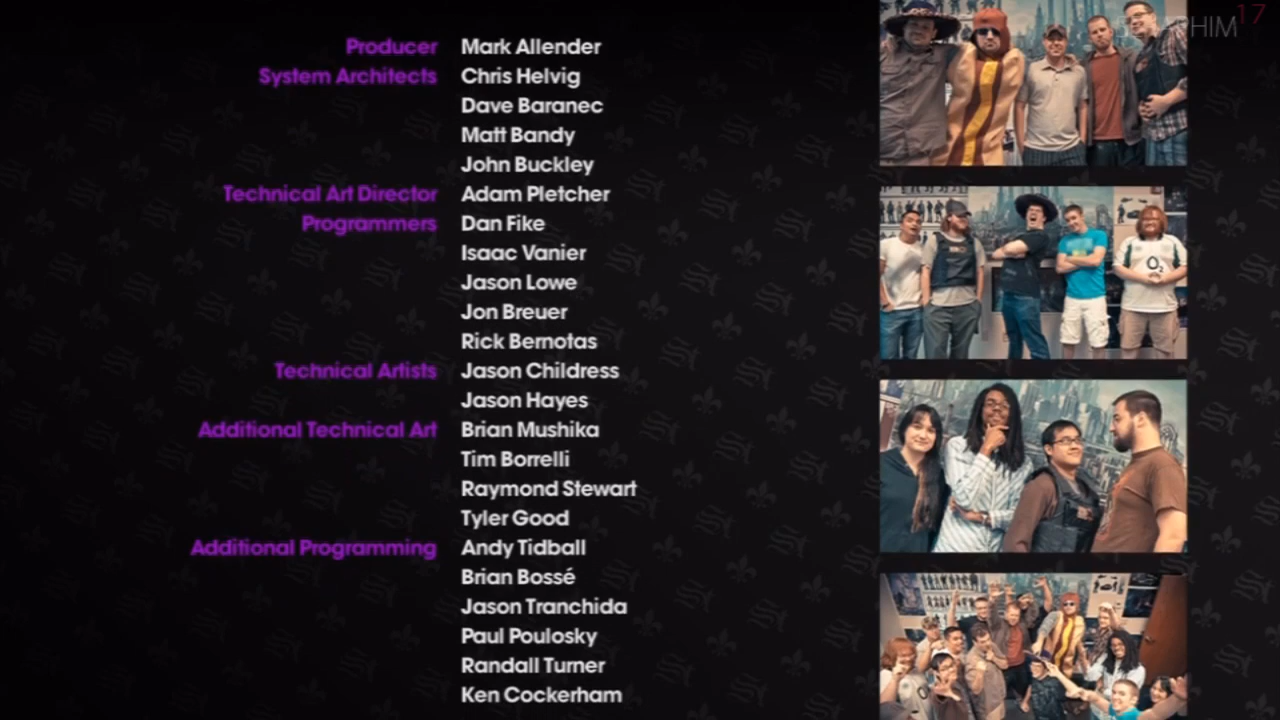 Producer Mark Allender
System Architects Chris Helvig
Dave Baranec
Matt Bandy
John Buckley
Technical Art Director Adam Pletcher
Programmers Dan Fike
Isaac Vanier
Jason Lowe
Jon Breuer
Rick Bernotas
Technical Artists Jason Childress
Jason Hayes
Additional Technical Art Brian Mushika
Tim Borrelli
Raymond Stewart
Tyler Good
Additional Programming Andy Tidball
Brian Bossé
Jason Tranchida
Paul Poulosky
Randall Turner
Ken Cockerham
17
O2